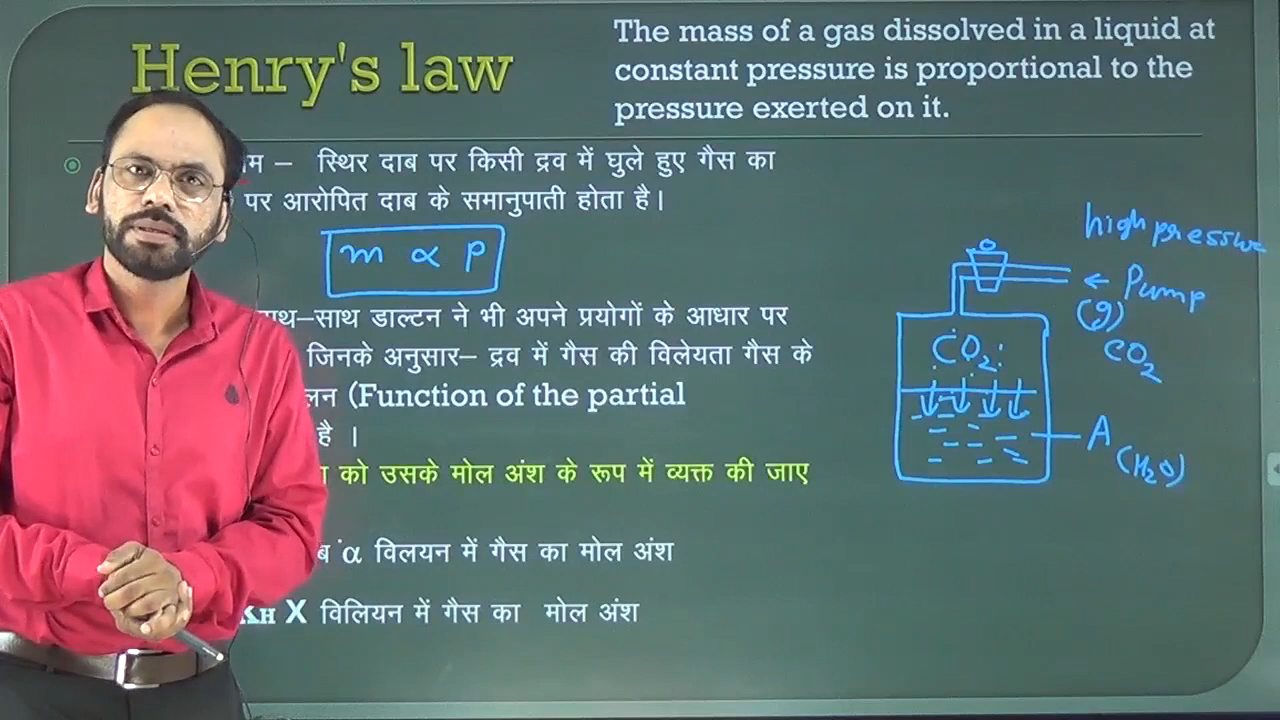 Henry's law
The mass of a gas dissolved in a liquid at
constant pressure is proportional to the
pressure exerted on it.
– स्थिर दाब पर किसी द्रव में घुले हुए गैस का
पर आरोपित दाब के समानुपाती होता है।
m ∝ p
साथ–साथ डाल्टन ने भी अपने प्रयोगों के आधार पर
जिनके अनुसार– द्रव में गैस की विलेयता गैस के
(Function of the partial
है ।
को उसके मोल अंश के रूप में व्यक्त की जाए
α विलयन में गैस का मोल अंश
KH X विलियन में गैस का मोल अंश
high pressure
← Pump
(g)
CO2
CO2
A
(H2O)